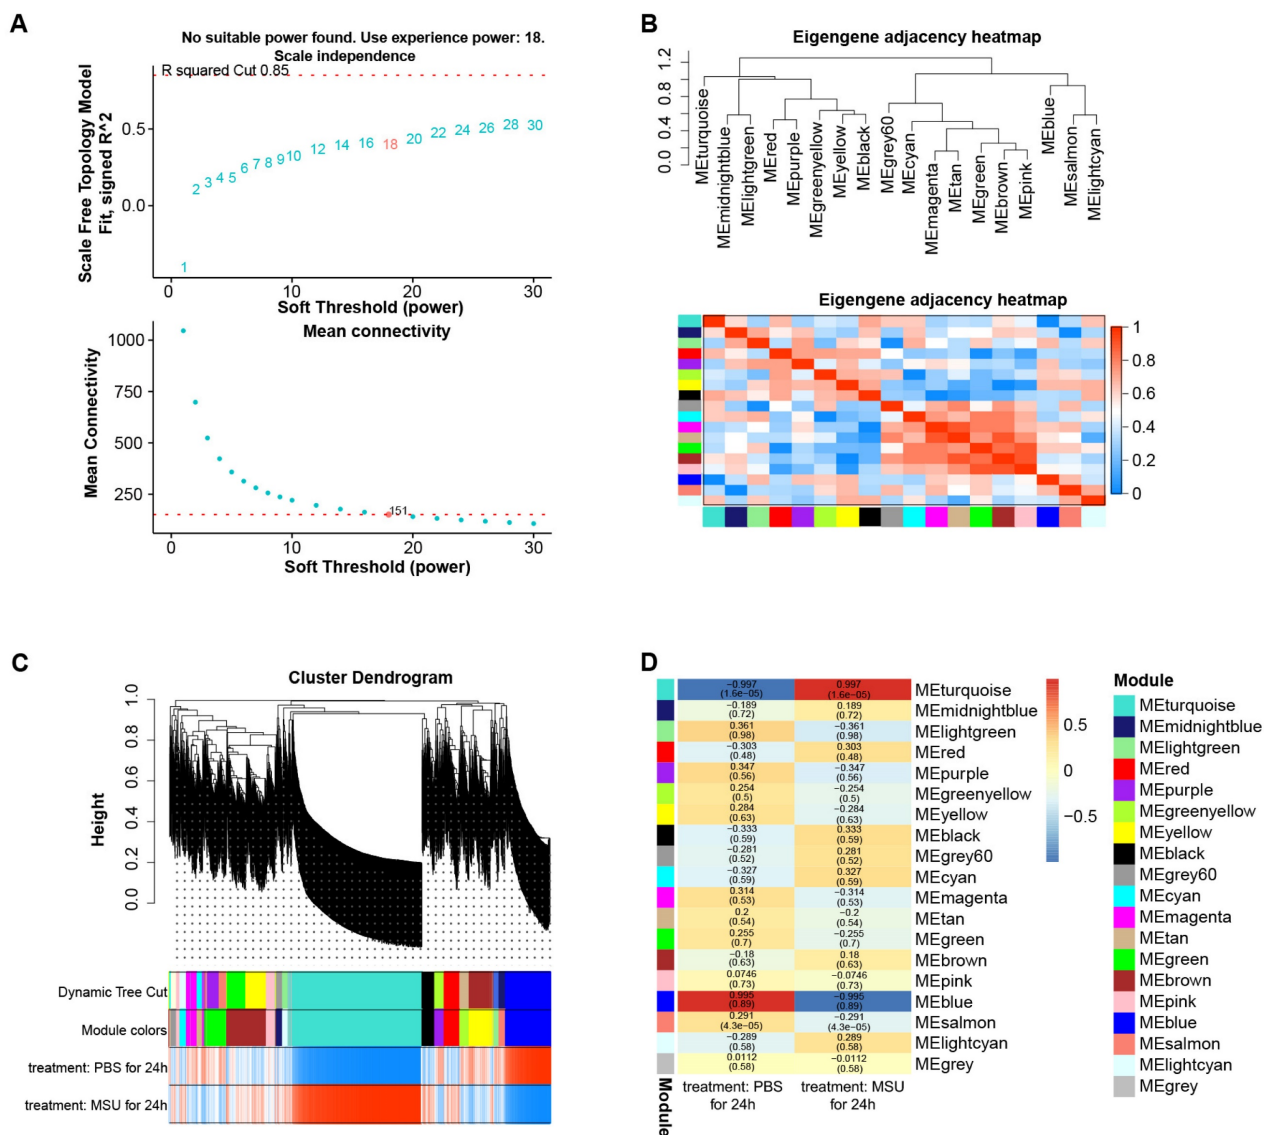 A
No suitable power found. Use experience power: 18.
Scale independence
R squared Cut 0.85
Scale Free Topology Model
Fit, signed R^2
0.5
0.0
1
2
3
4
5
6
7
8
9
10
12
14
16
18
20
22
24
26
28
30
0
10
20
30
Soft Threshold (power)
Mean connectivity
Mean Connectivity
1000
750
500
250
151
0
10
20
30
Soft Threshold (power)
B
Eigengene adjacency heatmap
1.2
0.8
0.4
0.0
MEturquoise
MEmidnightblue
MElightgreen
MEred
MEpurple
MEgreenyellow
MEyellow
MEblack
MEgrey60
MEcyan
MEmagenta
MEtan
MEgreen
MEbrown
MEpink
MEblue
MEsalmon
MElightcyan
Eigengene adjacency heatmap
1
0.8
0.6
0.4
0.2
0
C
Cluster Dendrogram
Height
1.0
0.8
0.6
0.4
0.2
0.0
Dynamic Tree Cut
Module colors
treatment: PBS for 24h
treatment: MSU for 24h
D
−0.997
(1.6e−05)
0.997
(1.6e−05)
MEturquoise
−0.189
(0.72)
0.189
(0.72)
MEmidnightblue
0.361
(0.98)
−0.361
(0.98)
MElightgreen
−0.303
(0.48)
0.303
(0.48)
MEred
0.347
(0.56)
−0.347
(0.56)
MEpurple
0.254
(0.5)
−0.254
(0.5)
MEgreenyellow
0.284
(0.63)
−0.284
(0.63)
MEyellow
−0.333
(0.59)
0.333
(0.59)
MEblack
−0.281
(0.52)
0.281
(0.52)
MEgrey60
−0.327
(0.59)
0.327
(0.59)
MEcyan
0.314
(0.53)
−0.314
(0.53)
MEmagenta
0.2
(0.54)
−0.2
(0.54)
MEtan
0.255
(0.7)
−0.255
(0.7)
MEgreen
−0.18
(0.63)
0.18
(0.63)
MEbrown
0.0746
(0.73)
−0.0746
(0.73)
MEpink
0.995
(0.89)
−0.995
(0.89)
MEblue
0.291
(4.3e−05)
−0.291
(4.3e−05)
MEsalmon
−0.289
(0.58)
0.289
(0.58)
MElightcyan
0.0112
(0.58)
−0.0112
(0.58)
MEgrey
Module
treatment: PBS
for 24h
treatment: MSU
for 24h
0.5
0
−0.5
Module
MEturquoise
MEmidnightblue
MElightgreen
MEred
MEpurple
MEgreenyellow
MEyellow
MEblack
MEgrey60
MEcyan
MEmagenta
MEtan
MEgreen
MEbrown
MEpink
MEblue
MEsalmon
MElightcyan
MEgrey